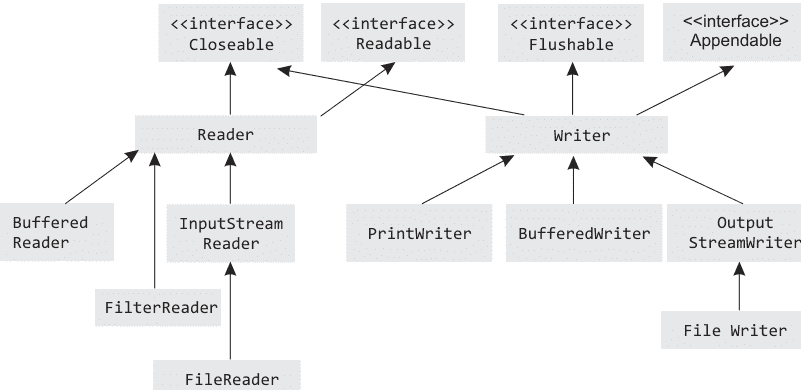 <<interface>>
Closeable
<<interface>>
Readable
<<interface>>
Flushable
<<interface>>
Appendable
Reader
Writer
Buffered
Reader
InputStream
Reader
PrintWriter
BufferedWriter
Output
StreamWriter
FilterReader
File Writer
FileReader